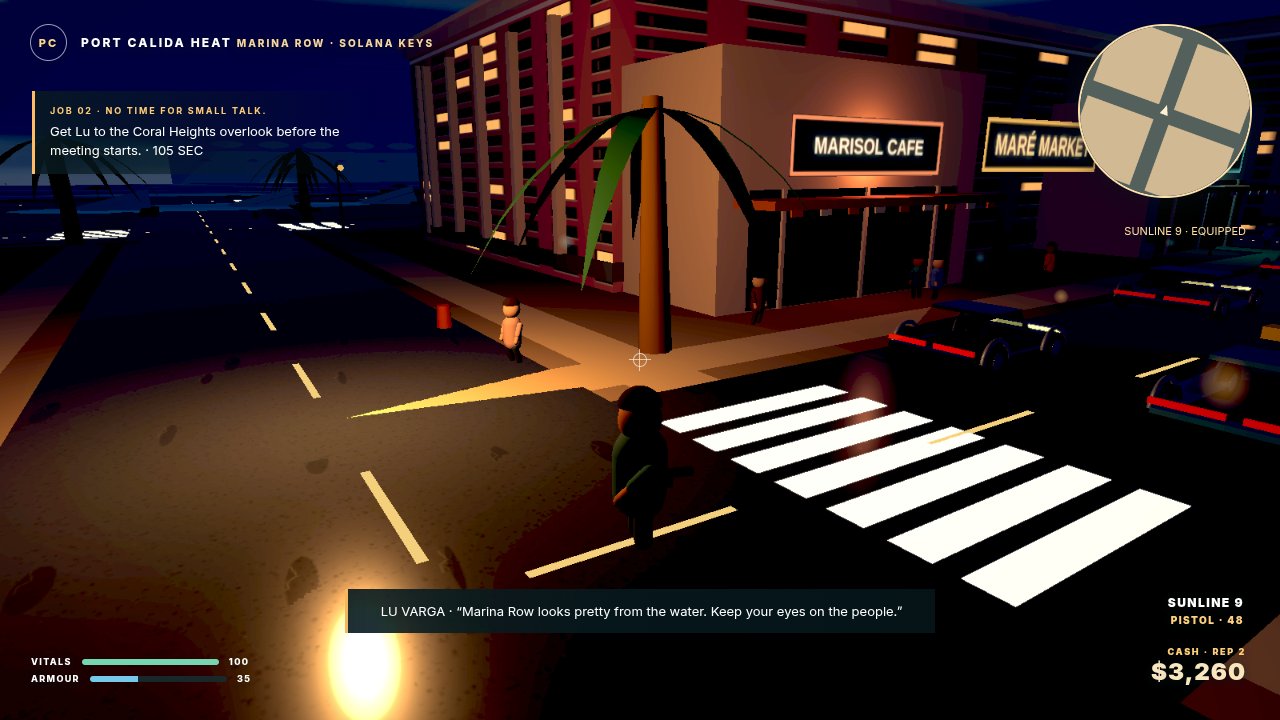 PC PORT CALIDA HEAT MARINA ROW · SOLANA KEYS
JOB 02 · NO TIME FOR SMALL TALK.
Get Lu to the Coral Heights overlook before the
meeting starts. · 105 SEC
MARISOL CAFE
MARÉ MARKET
SUNLINE 9 · EQUIPPED
LU VARGA · “Marina Row looks pretty from the water. Keep your eyes on the people.”
SUNLINE 9
PISTOL · 48
CASH · REP 2
$3,260
VITALS 100
ARMOUR 35